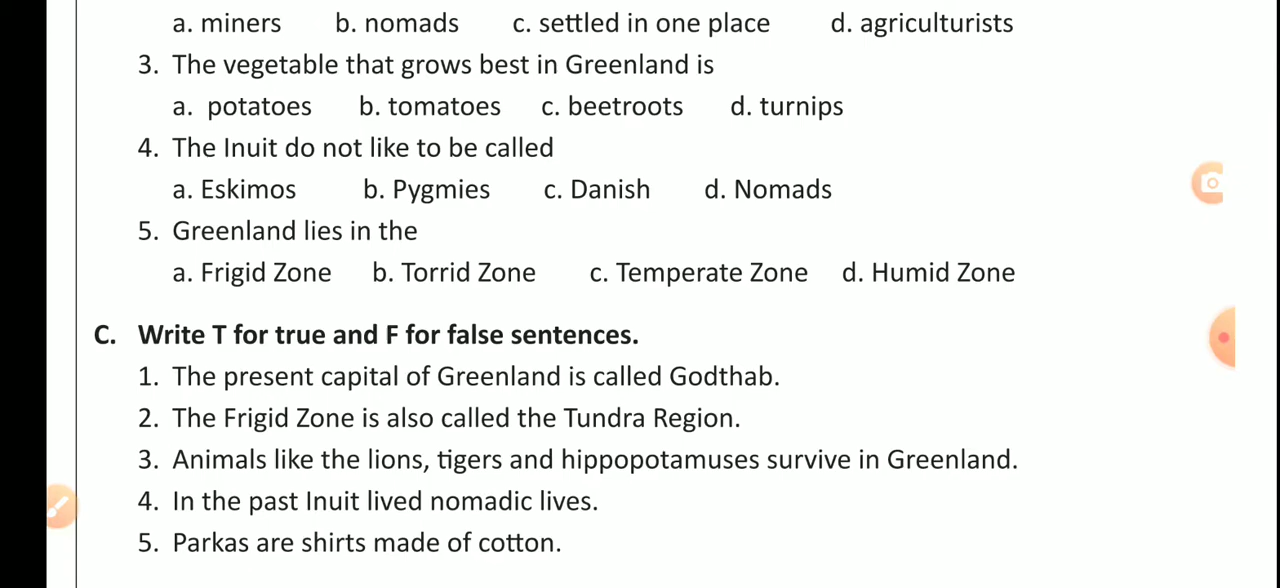 a. miners b. nomads c. settled in one place d. agriculturists
3. The vegetable that grows best in Greenland is
a. potatoes b. tomatoes c. beetroots d. turnips
4. The Inuit do not like to be called
a. Eskimos b. Pygmies c. Danish d. Nomads
5. Greenland lies in the
a. Frigid Zone b. Torrid Zone c. Temperate Zone d. Humid Zone
C. Write T for true and F for false sentences.
1. The present capital of Greenland is called Godthab.
2. The Frigid Zone is also called the Tundra Region.
3. Animals like the lions, tigers and hippopotamuses survive in Greenland.
4. In the past Inuit lived nomadic lives.
5. Parkas are shirts made of cotton.